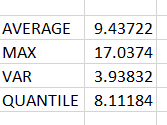 AVERAGE 9.43722
MAX 17.0374
VAR 3.93832
QUANTILE 8.11184